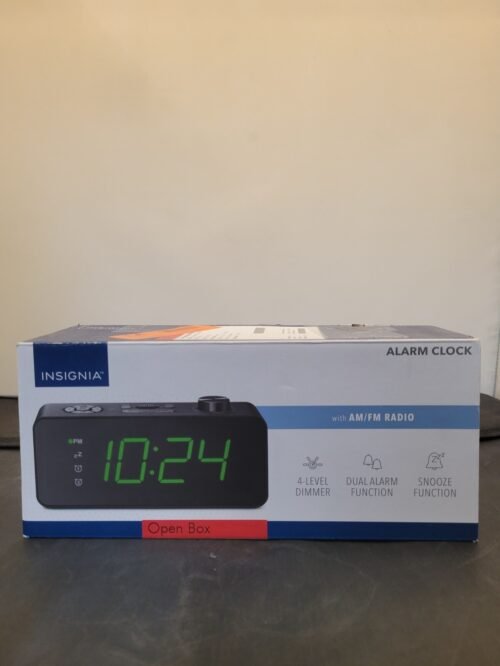 ALARM CLOCK
INSIGNIA
with AM/FM RADIO
PM
10:24
zZ
4-LEVEL
DIMMER
DUAL ALARM
FUNCTION
SNOOZE
FUNCTION
Open Box